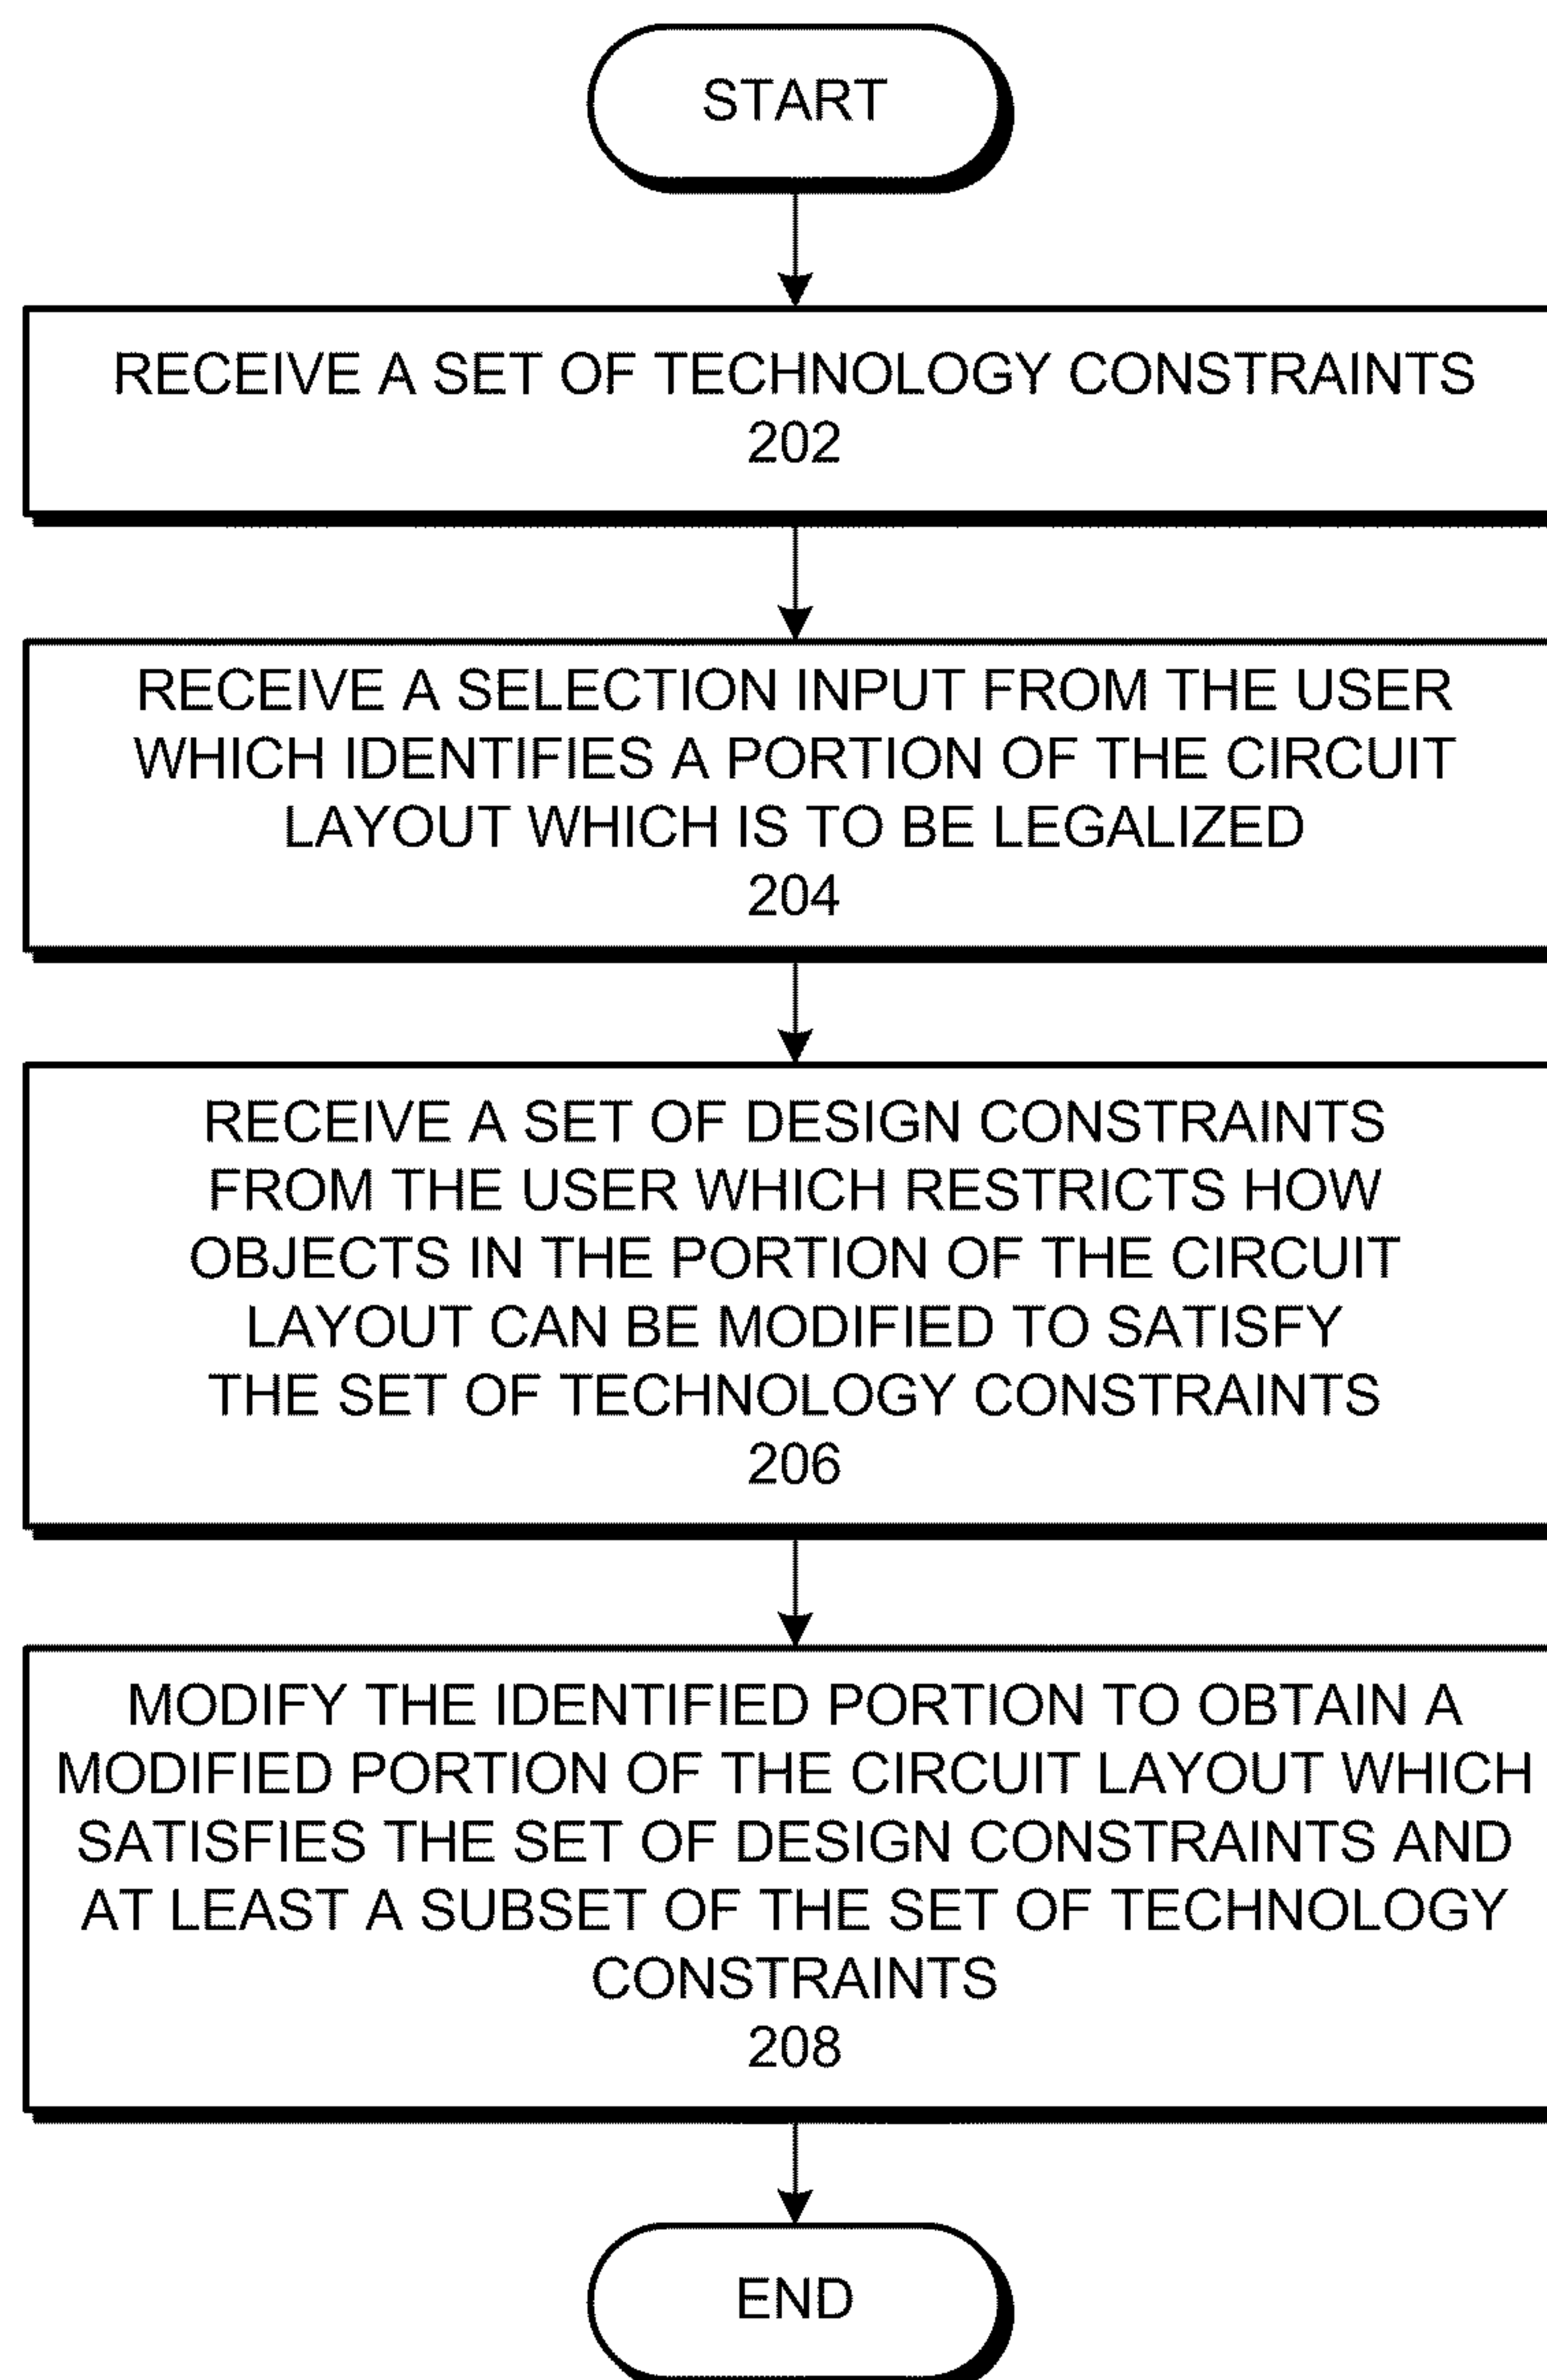 START
RECEIVE A SET OF TECHNOLOGY CONSTRAINTS
202
RECEIVE A SELECTION INPUT FROM THE USER
WHICH IDENTIFIES A PORTION OF THE CIRCUIT
LAYOUT WHICH IS TO BE LEGALIZED
204
RECEIVE A SET OF DESIGN CONSTRAINTS
FROM THE USER WHICH RESTRICTS HOW
OBJECTS IN THE PORTION OF THE CIRCUIT
LAYOUT CAN BE MODIFIED TO SATISFY
THE SET OF TECHNOLOGY CONSTRAINTS
206
MODIFY THE IDENTIFIED PORTION TO OBTAIN A
MODIFIED PORTION OF THE CIRCUIT LAYOUT WHICH
SATISFIES THE SET OF DESIGN CONSTRAINTS AND
AT LEAST A SUBSET OF THE SET OF TECHNOLOGY
CONSTRAINTS
208
END